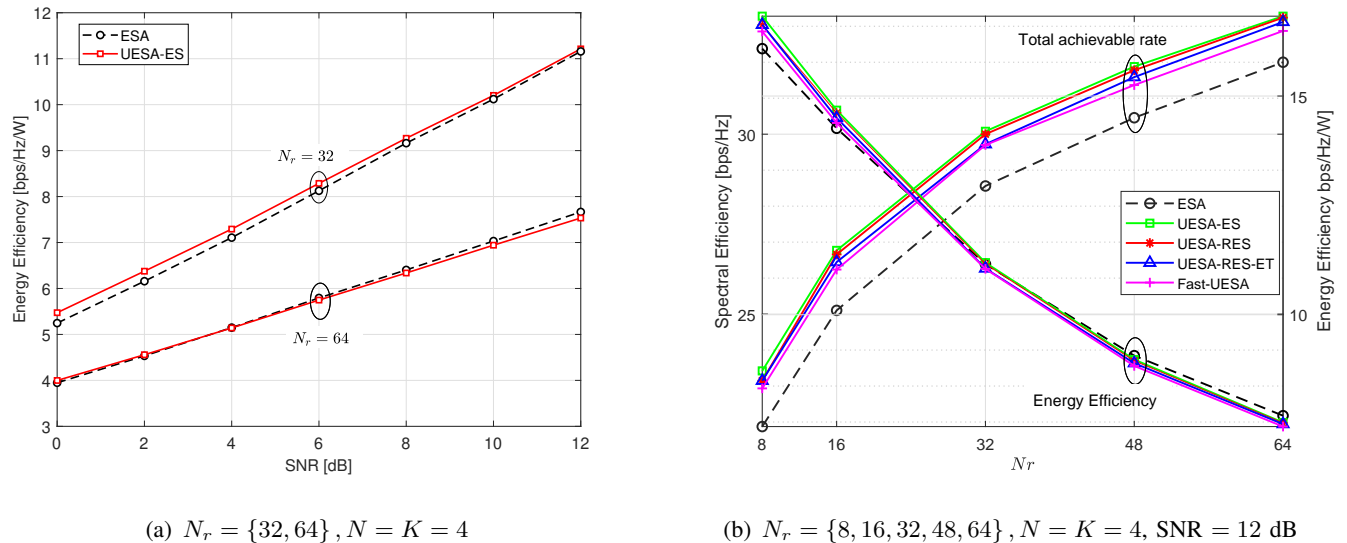 12
11
10
9
8
7
6
5
4
3
0
2
4
6
8
10
12
Energy Efficiency [bps/Hz/W]
SNR [dB]
ESA
UESA-ES
N_r = 32
N_r = 64
(a) N_r = {32, 64} , N = K = 4
30
25
15
10
8
16
32
48
64
Spectral Efficiency [bps/Hz]
Energy Efficiency bps/Hz/W]
Nr
Total achievable rate
ESA
UESA-ES
UESA-RES
UESA-RES-ET
Fast-UESA
Energy Efficiency
(b) N_r = {8, 16, 32, 48, 64} , N = K = 4, SNR = 12 dB